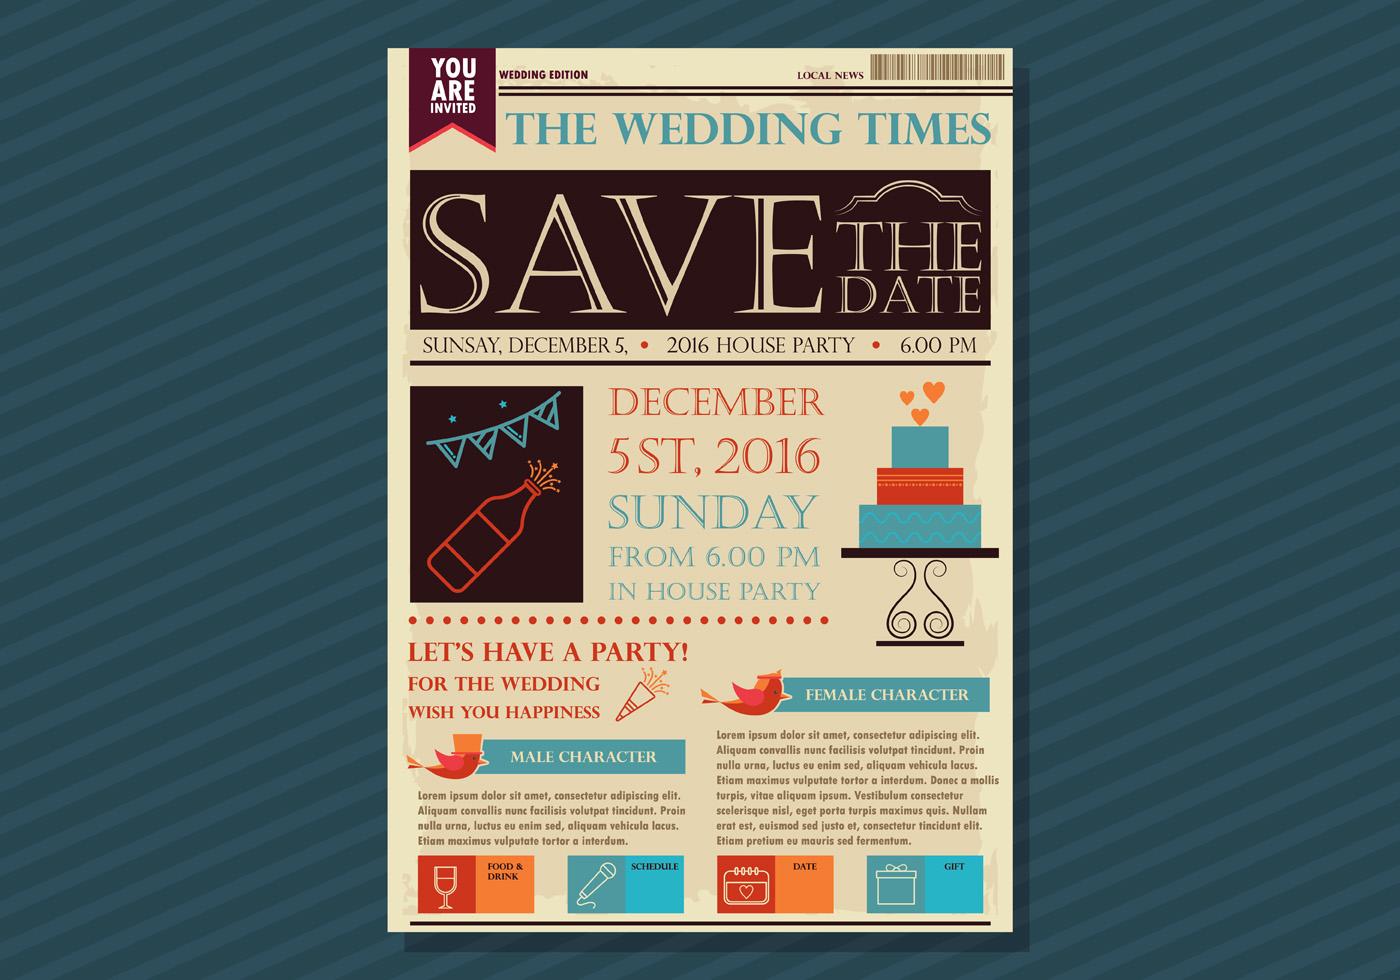 YOU
ARE
INVITED
WEDDING EDITION
LOCAL NEWS
THE WEDDING TIMES
SAVE
THE
DATE
SUNSAY, DECEMBER 5, • 2016 HOUSE PARTY • 6.00 PM
DECEMBER
5ST, 2016
SUNDAY
FROM 6.00 PM
IN HOUSE PARTY
LET'S HAVE A PARTY!
FOR THE WEDDING
WISH YOU HAPPINESS
MALE CHARACTER
Lorem ipsum dolor sit amet, consectetur adipiscing elit.
Aliquam convallis nunc facilisis volutpat tincidunt. Proin
nulla urna, luctus eu enim sed, aliquam vehicula lacus.
Etiam maximus vulputate tortor a interdum.
FEMALE CHARACTER
Lorem ipsum dolor sit amet, consectetur adipiscing elit.
Aliquam convallis nunc facilisis volutpat tincidunt. Proin
nulla urna, luctus eu enim sed, aliquam vehicula lacus.
Etiam maximus vulputate tortor a interdum. Donec a mollis
turpis, vitae aliquam ipsum. Vestibulum consectetur
scelerisque nisl, eget porta turpis maximus quis. Nullam
erat est, euismod sed justo et, consectetur tincidunt elit.
Etiam pretium eu mauris sed fermentum.
FOOD &
DRINK
SCHEDULE
DATE
GIFT